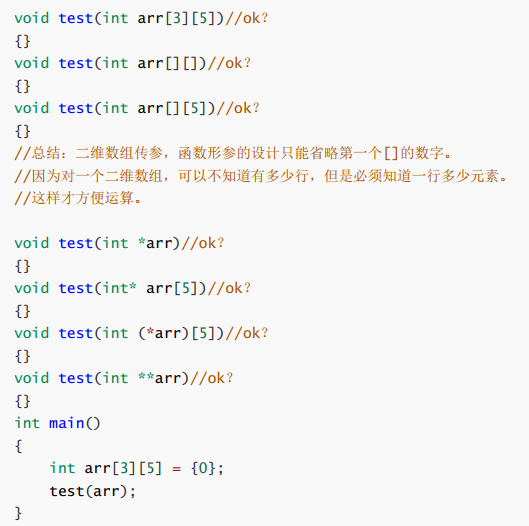 void test(int arr[3][5])//ok?
{}
void test(int arr[][])//ok?
{}
void test(int arr[][5])//ok?
{}
//总结：二维数组传参，函数形参的设计只能省略第一个[]的数字。
//因为对一个二维数组，可以不知道有多少行，但是必须知道一行多少元素。
//这样才方便运算。
void test(int *arr)//ok?
{}
void test(int* arr[5])//ok?
{}
void test(int (*arr)[5])//ok?
{}
void test(int **arr)//ok?
{}
int main()
{
    int arr[3][5] = {0};
    test(arr);
}